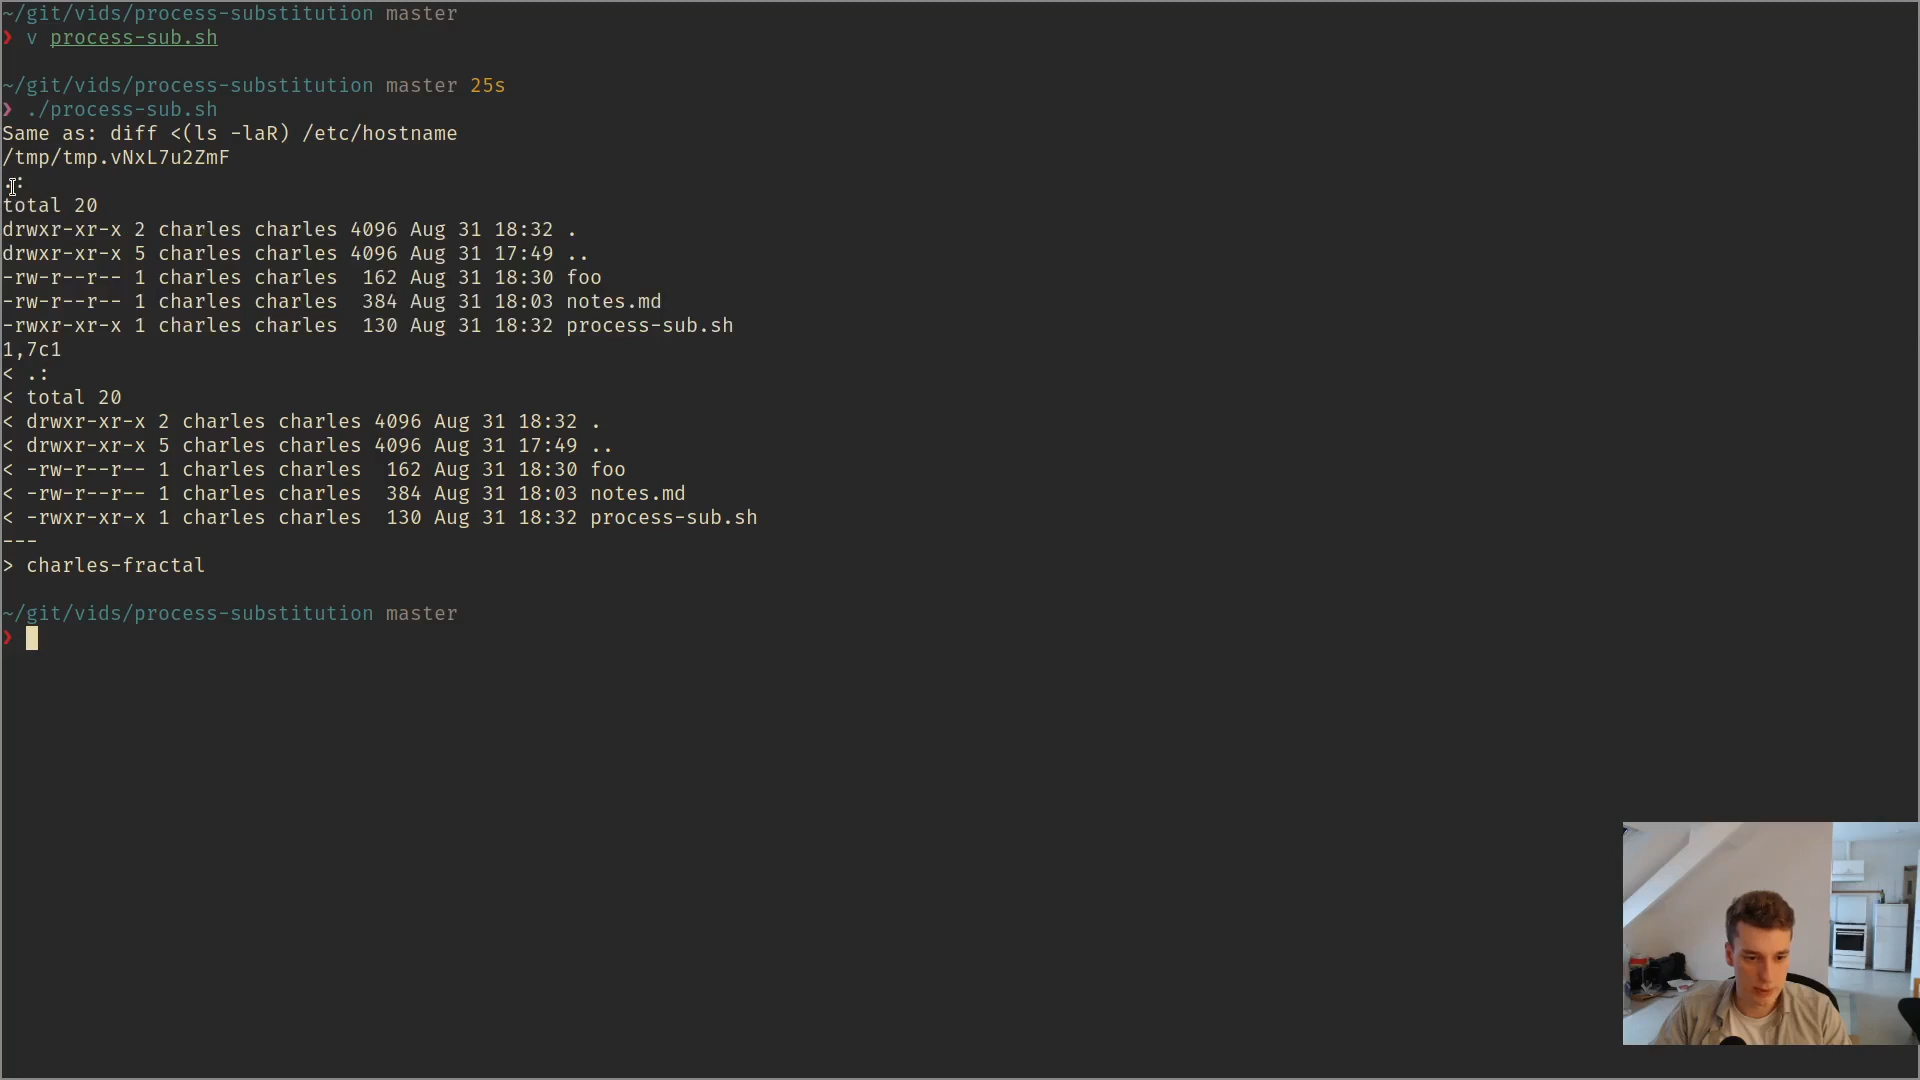 ~/git/vids/process-substitution master
❯ v process-sub.sh
~/git/vids/process-substitution master 25s
❯ ./process-sub.sh
Same as: diff <(ls -laR) /etc/hostname
/tmp/tmp.vNxL7u2ZmF
.:
total 20
drwxr-xr-x 2 charles charles 4096 Aug 31 18:32 .
drwxr-xr-x 5 charles charles 4096 Aug 31 17:49 ..
-rw-r--r-- 1 charles charles  162 Aug 31 18:30 foo
-rw-r--r-- 1 charles charles  384 Aug 31 18:03 notes.md
-rwxr-xr-x 1 charles charles  130 Aug 31 18:32 process-sub.sh
1,7c1
< .:
< total 20
< drwxr-xr-x 2 charles charles 4096 Aug 31 18:32 .
< drwxr-xr-x 5 charles charles 4096 Aug 31 17:49 ..
< -rw-r--r-- 1 charles charles  162 Aug 31 18:30 foo
< -rw-r--r-- 1 charles charles  384 Aug 31 18:03 notes.md
< -rwxr-xr-x 1 charles charles  130 Aug 31 18:32 process-sub.sh
---
> charles-fractal
~/git/vids/process-substitution master
❯